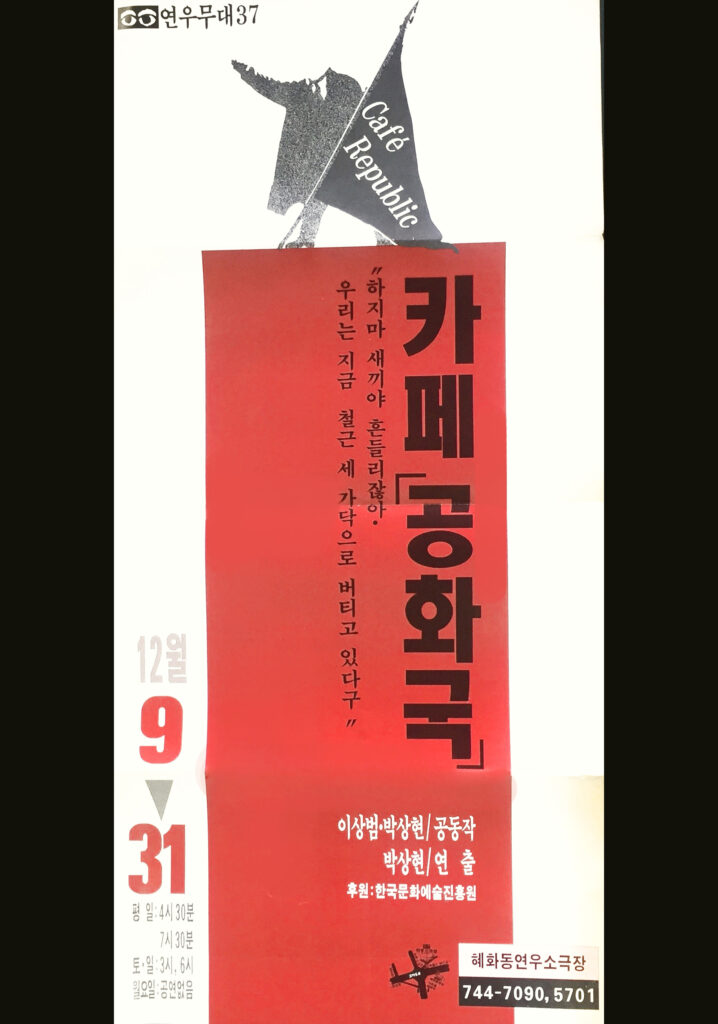 연우무대37
Café
Republic
카페「공화국」
"하지마 새끼야 흔들리잖아.
우리는 지금 철근 세 가닥으로 버티고 있다구"
12월
9
31
평 일:4시30분
7시30분
토·일:3시. 6시
월요일:공연없음
이상범·박상현/공동작
박상현/연 출
후원:한국문화예술진흥원
혜화동연우소극장
744-7090, 5701